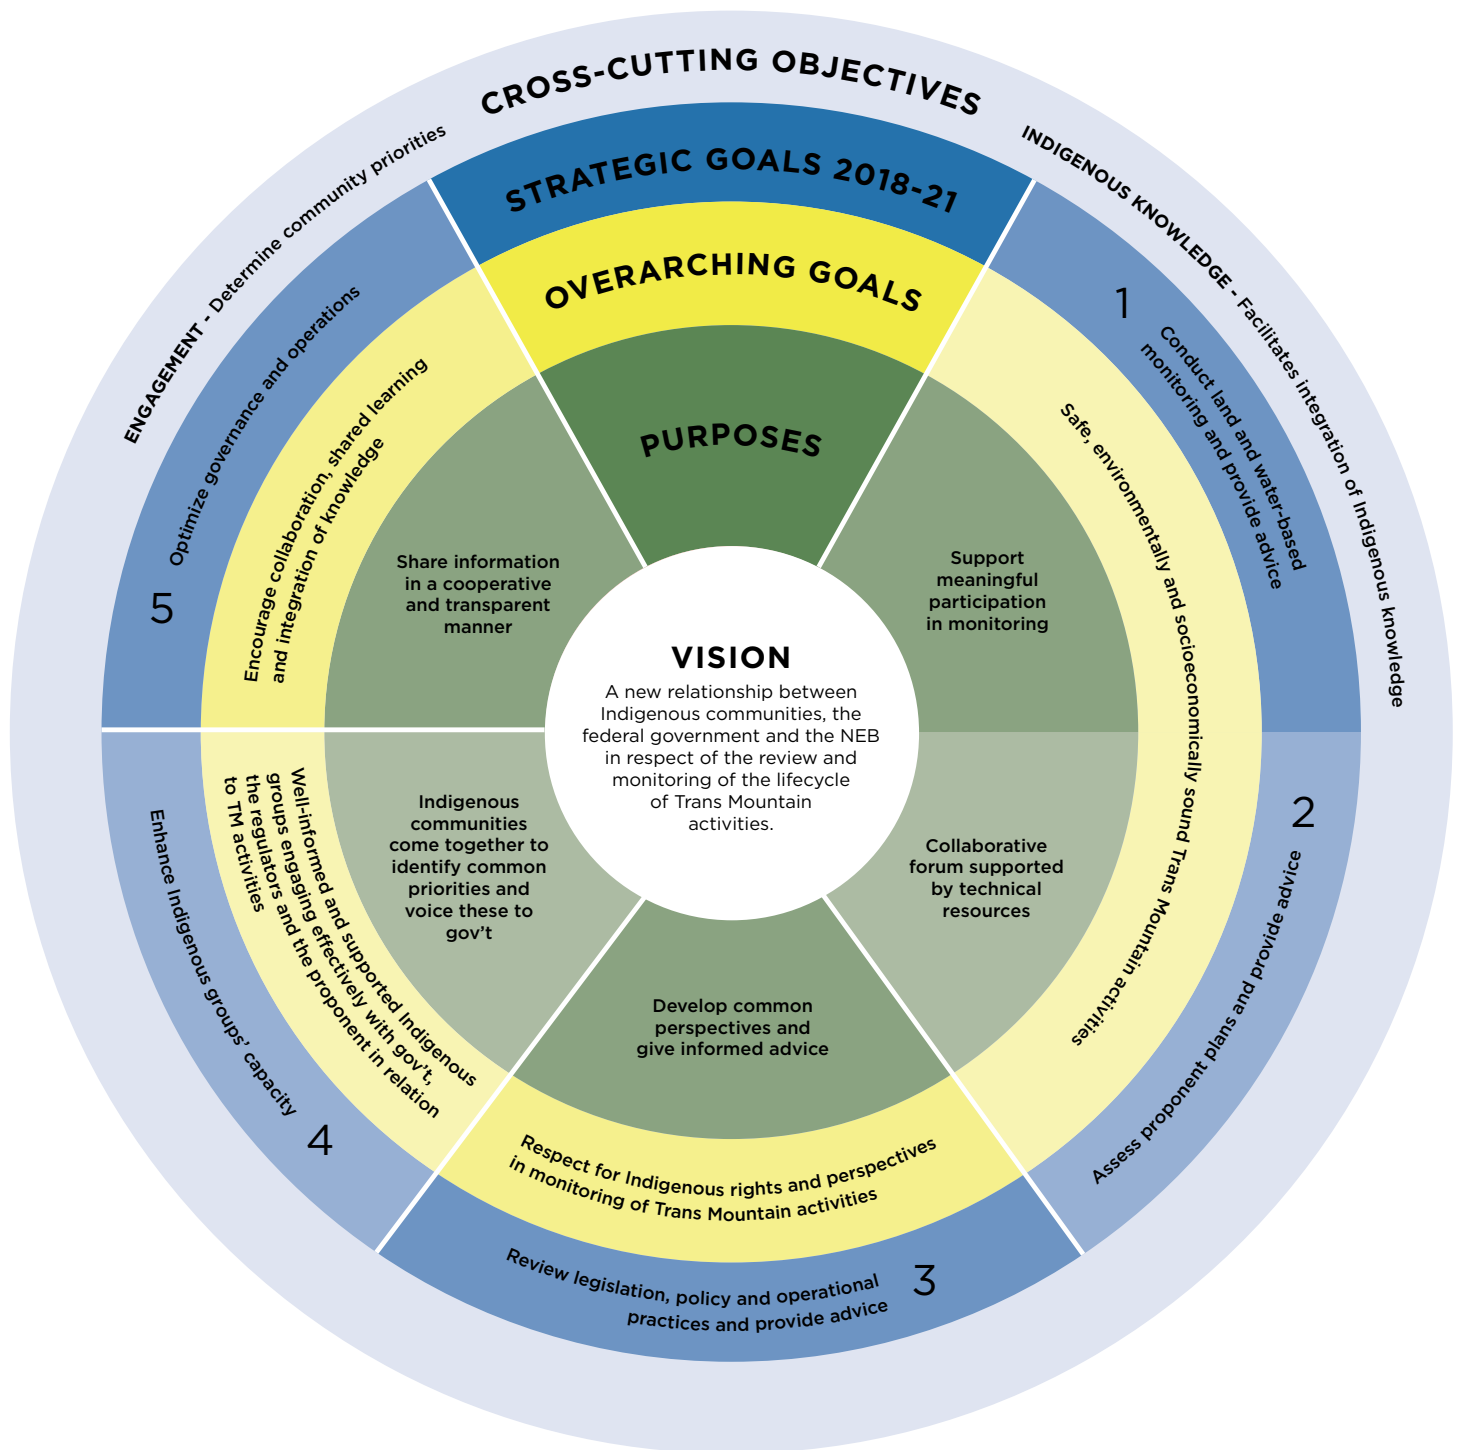 CROSS-CUTTING OBJECTIVES
ENGAGEMENT - Determine community priorities
INDIGENOUS KNOWLEDGE - Facilitates integration of Indigenous knowledge
STRATEGIC GOALS 2018-21
OVERARCHING GOALS
PURPOSES
VISION
A new relationship between
Indigenous communities, the
federal government and the NEB
in respect of the review and
monitoring of the lifecycle
of Trans Mountain
activities.
1
Conduct land and water-based
monitoring and provide advice
2
Assess proponent plans and provide advice
Safe, environmentally and socioeconomically sound Trans Mountain activities
Support
meaningful
participation
in monitoring
Collaborative
forum supported
by technical
resources
3
Review legislation, policy and operational
practices and provide advice
Respect for Indigenous rights and perspectives
in monitoring of Trans Mountain activities
Develop common
perspectives and
give informed advice
4
Enhance Indigenous groups’ capacity
Well-informed and supported Indigenous
groups engaging effectively with gov’t,
the regulators and the proponent in relation
to TM activities
Indigenous
communities
come together to
identify common
priorities and
voice these to
gov’t
5
Optimize governance and operations
Encourage collaboration, shared learning
and integration of knowledge
Share information
in a cooperative
and transparent
manner